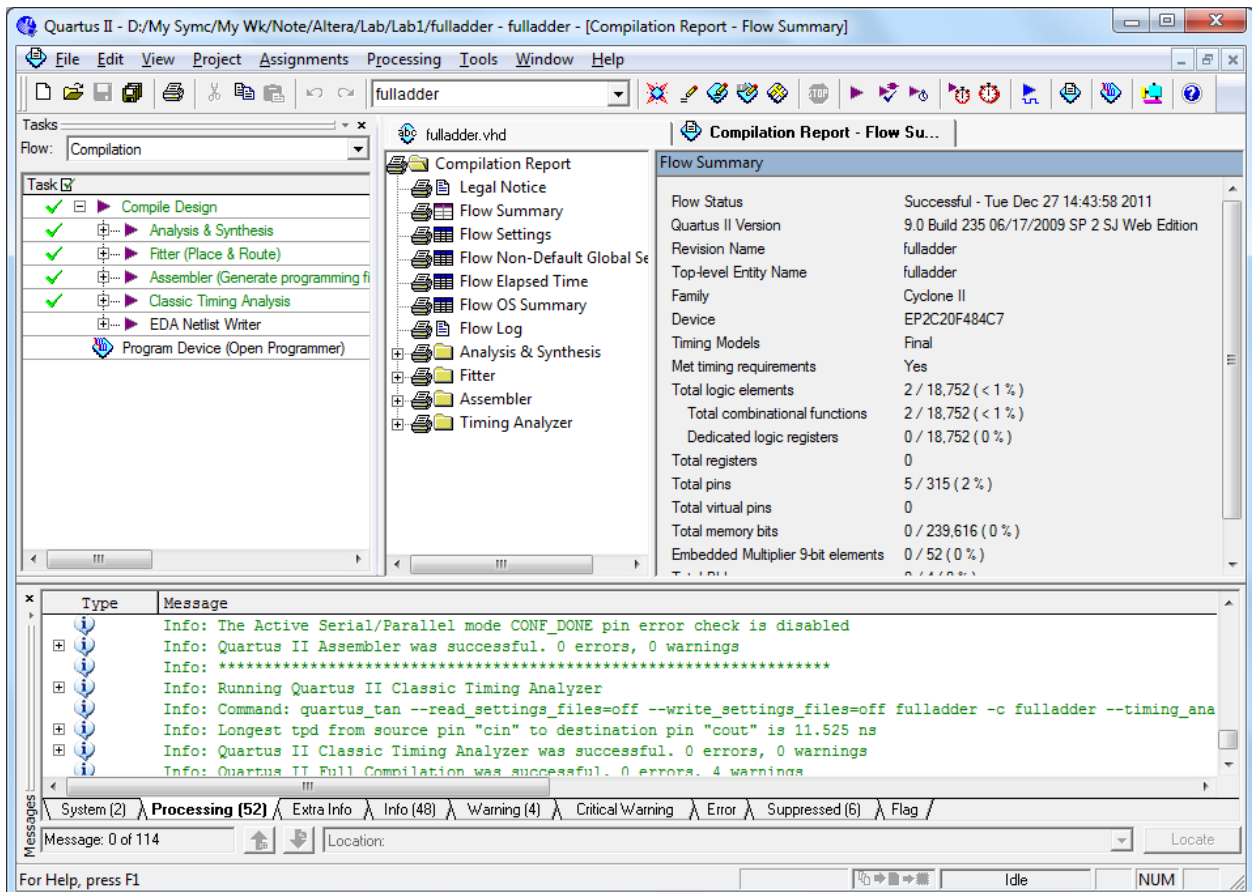 Quartus II - D:/My Symc/My Wk/Note/Altera/Lab/Lab1/fulladder - fulladder - [Compilation Report - Flow Summary]
File Edit View Project Assignments Processing Tools Window Help
fulladder
STOP
Tasks
Flow: Compilation
Task
Compile Design
Analysis & Synthesis
Fitter (Place & Route)
Assembler (Generate programming fi
Classic Timing Analysis
EDA Netlist Writer
Program Device (Open Programmer)
abc fulladder.vhd
Compilation Report - Flow Su...
Compilation Report
Legal Notice
Flow Summary
Flow Settings
Flow Non-Default Global Se
Flow Elapsed Time
Flow OS Summary
Flow Log
Analysis & Synthesis
Fitter
Assembler
Timing Analyzer
Flow Summary
Flow Status Successful - Tue Dec 27 14:43:58 2011
Quartus II Version 9.0 Build 235 06/17/2009 SP 2 SJ Web Edition
Revision Name fulladder
Top-level Entity Name fulladder
Family Cyclone II
Device EP2C20F484C7
Timing Models Final
Met timing requirements Yes
Total logic elements 2 / 18,752 ( < 1 % )
Total combinational functions 2 / 18,752 ( < 1 % )
Dedicated logic registers 0 / 18,752 ( 0 % )
Total registers 0
Total pins 5 / 315 ( 2 % )
Total virtual pins 0
Total memory bits 0 / 239,616 ( 0 % )
Embedded Multiplier 9-bit elements 0 / 52 ( 0 % )
Messages
Type Message
Info: The Active Serial/Parallel mode CONF_DONE pin error check is disabled
Info: Quartus II Assembler was successful. 0 errors, 0 warnings
Info: *******************************************************************
Info: Running Quartus II Classic Timing Analyzer
Info: Command: quartus_tan --read_settings_files=off --write_settings_files=off fulladder -c fulladder --timing_ana
Info: Longest tpd from source pin "cin" to destination pin "cout" is 11.525 ns
Info: Quartus II Classic Timing Analyzer was successful. 0 errors, 0 warnings
Info: Quartus II Full Compilation was successful. 0 errors, 4 warnings
System (2) Processing (52) Extra Info Info (48) Warning (4) Critical Warning Error Suppressed (6) Flag
Message: 0 of 114 Location: Locate
For Help, press F1 Idle NUM